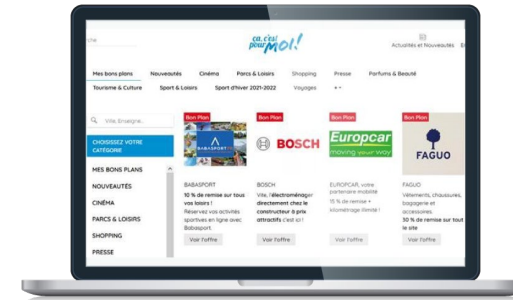 ça, c'est
pour moi!
Actualités et Nouveautés
Mes bons plans Nouveautés Cinéma Parcs & Loisirs Shopping Presse Parfums & Beauté
Tourisme & Culture Sport & Loisirs Sport d'hiver 2021-2022 Voyages
Ville, Enseigne...
CHOISISSEZ VOTRE
CATÉGORIE
MES BONS PLANS
NOUVEAUTÉS
CINÉMA
PARCS & LOISIRS
SHOPPING
PRESSE
Bon Plan
BABASPORT
BABASPORT
10 % de remise sur tous
vos loisirs !
Réservez vos activités
sportives en ligne avec
Babasport.
Voir l'offre
Bon Plan
BOSCH
BOSCH
Vite, l'électroménager
directement chez le
constructeur à prix
attractifs c'est ici !
Voir l'offre
Bon Plan
Europcar
moving your way
EUROPCAR, votre
partenaire mobilité
15 % de remise +
kilométrage illimité !
Voir l'offre
Bon Plan
FAGUO
FAGUO
Vêtements, chaussures,
bagagerie et
accessoires.
30 % de remise sur tout
le site
Voir l'offre